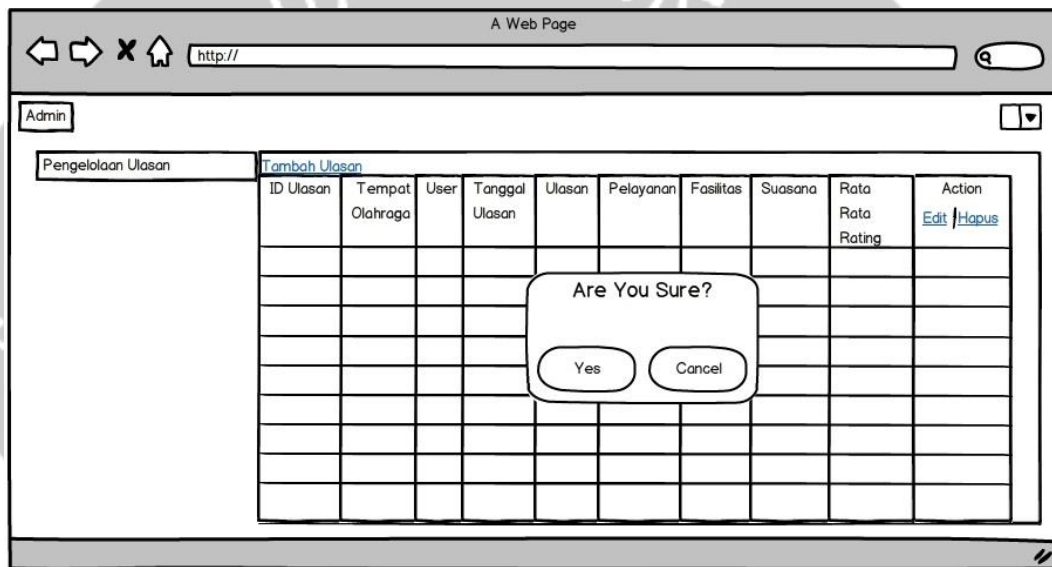 A Web Page
http://
Admin
Pengelolaan Ulasan
Tambah Ulasan
ID Ulasan
Tempat
Olahraga
User
Tanggal
Ulasan
Ulasan
Pelayanan
Fasilitas
Suasana
Rata
Rata
Rating
Action
Edit | Hapus
Are You Sure?
Yes
Cancel